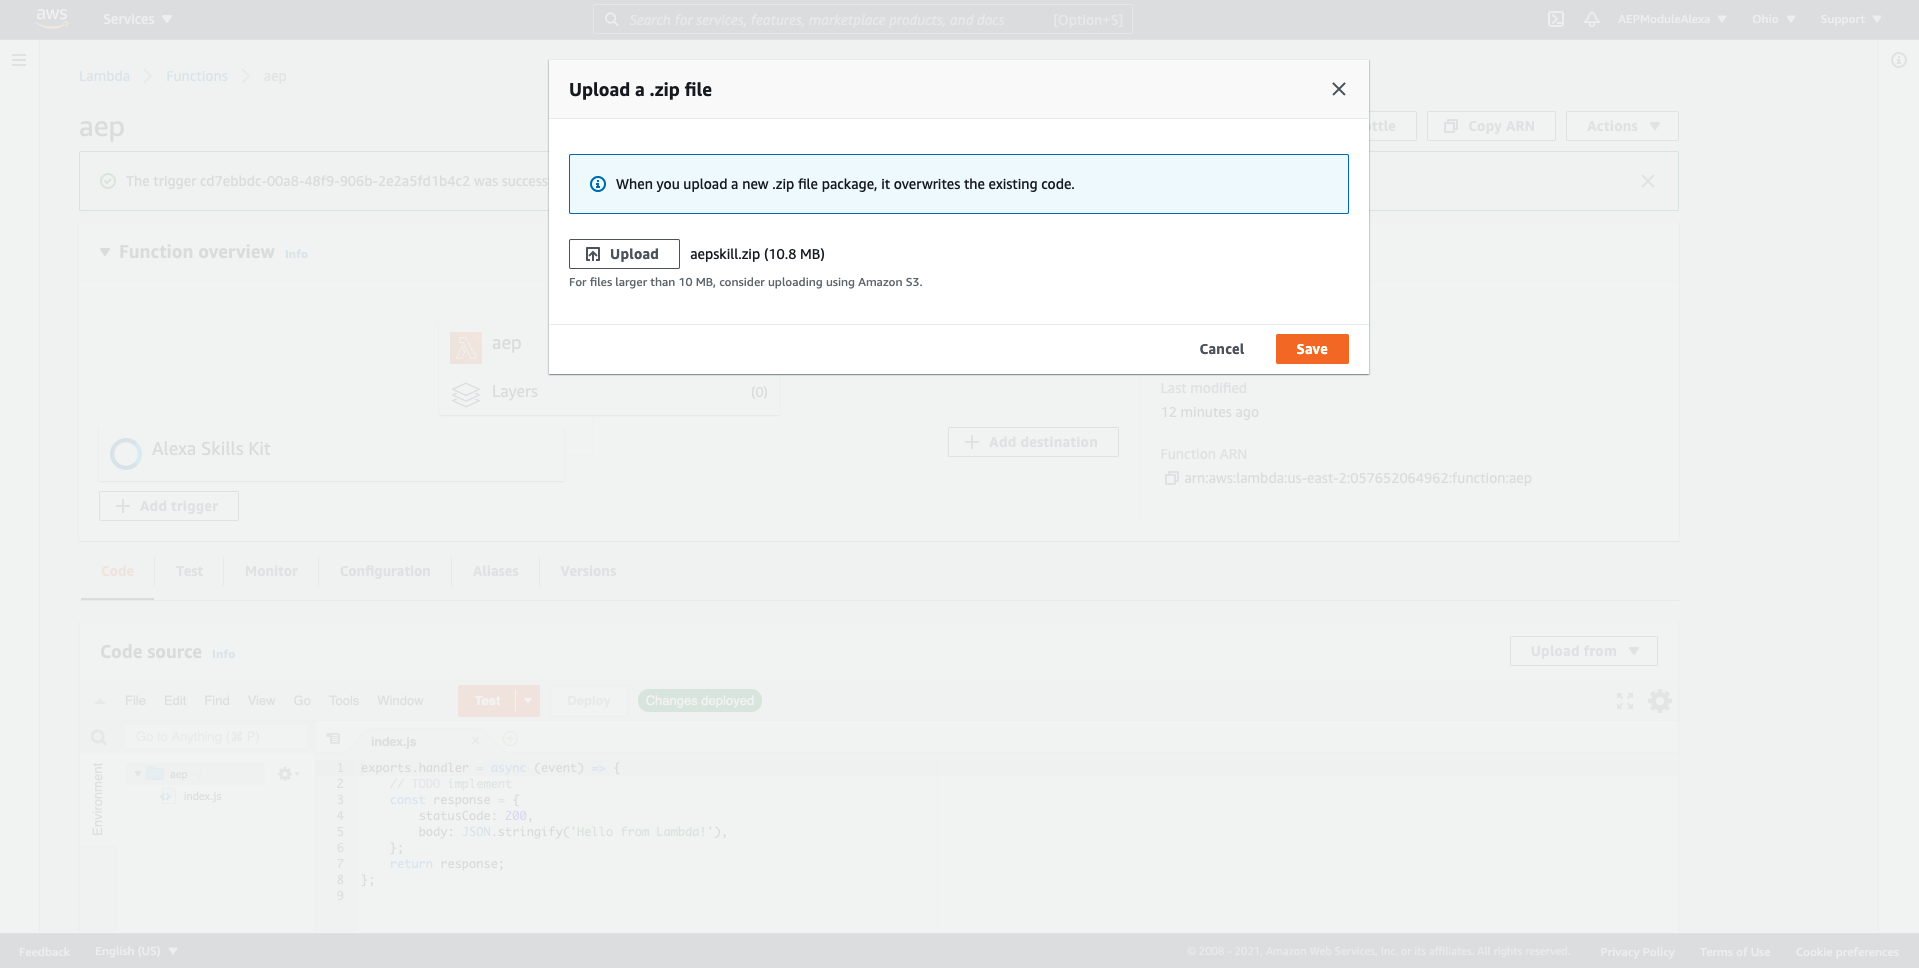 aws
Services
Search for services, features, marketplace products, and docs [Option+S]
AEPModuleAlexa
Ohio
Support
Lambda
Functions
aep
aep
Copy ARN
Actions
The trigger cd7ebbdc-00a8-48f9-906b-2e2a5fd1b4c2 was success
Upload a .zip file
When you upload a new .zip file package, it overwrites the existing code.
Upload
aepskill.zip (10.8 MB)
For files larger than 10 MB, consider uploading using Amazon S3.
Cancel
Save
Function overview Info
aep
Layers
(0)
Alexa Skills Kit
Add trigger
Add destination
Last modified
12 minutes ago
Function ARN
arn:aws:lambda:us-east-2:057652064962:function:aep
Code
Test
Monitor
Configuration
Aliases
Versions
Code source Info
Upload from
File
Edit
Find
View
Go
Tools
Window
Test
Deploy
Changes deployed
Go to Anything (⌘ P)
index.js
Environment
aep
index.js
1 exports.handler = async (event) => {
2 // TODO implement
3 const response = {
4 statusCode: 200,
5 body: JSON.stringify('Hello from Lambda!'),
6 };
7 return response;
8 };
9
Feedback
English (US)
© 2008 - 2021, Amazon Web Services, Inc. or its affiliates. All rights reserved.
Privacy Policy
Terms of Use
Cookie preferences